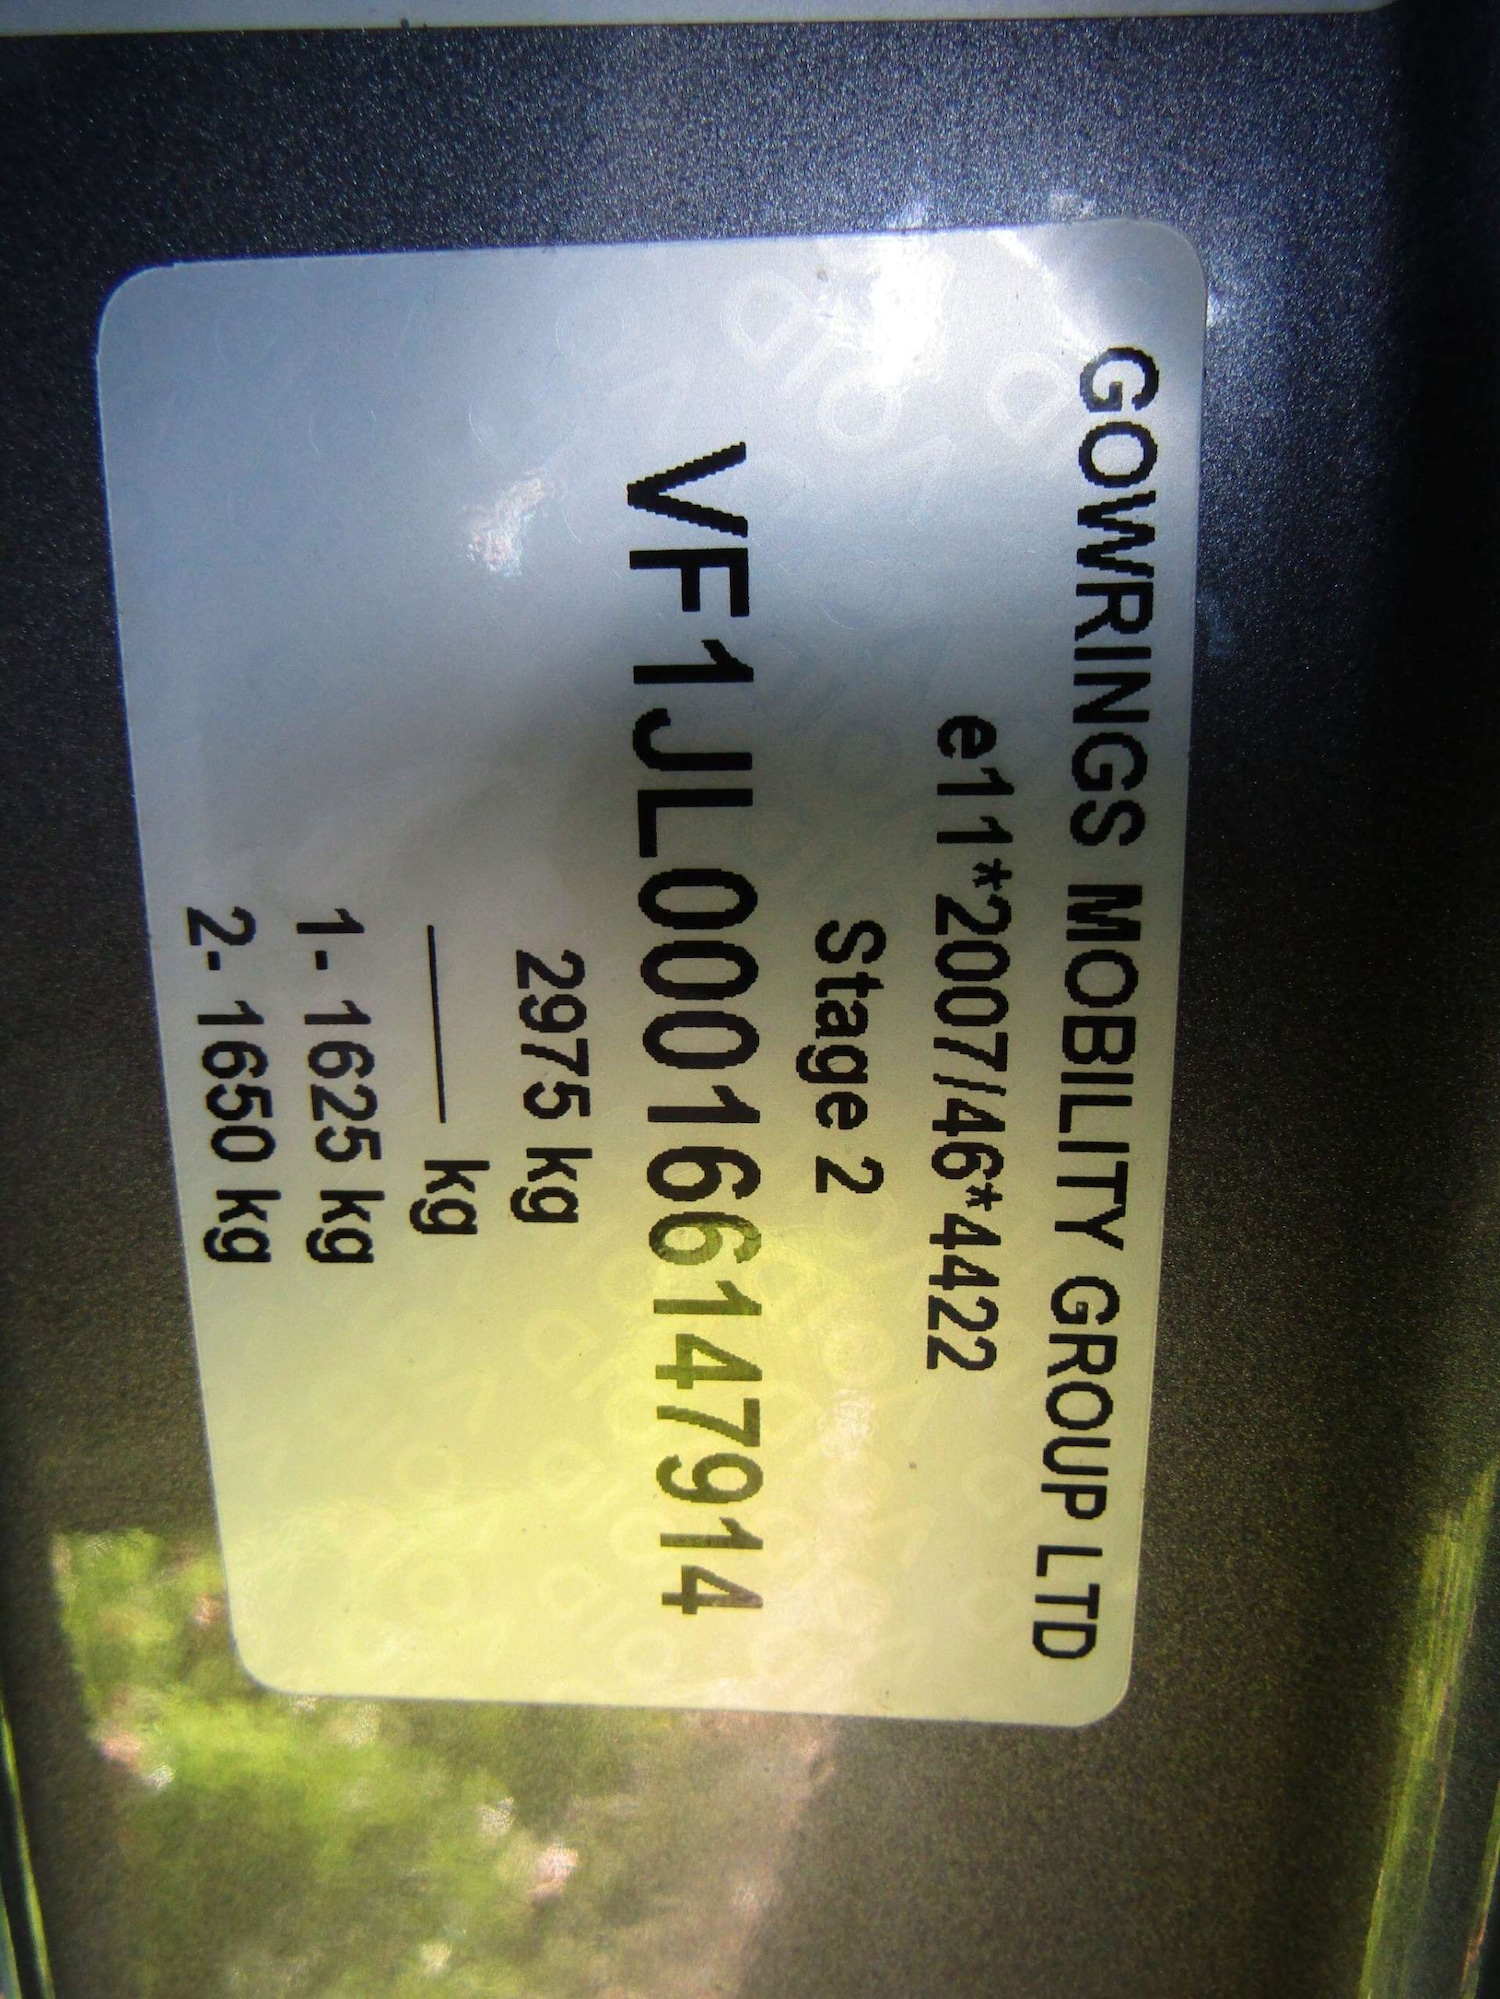 GOWRINGS MOBILITY GROUP LTD
e11*2007/46*4422
Stage 2
VF1JL000166147914
2975 kg
____ kg
1- 1625 kg
2- 1650 kg